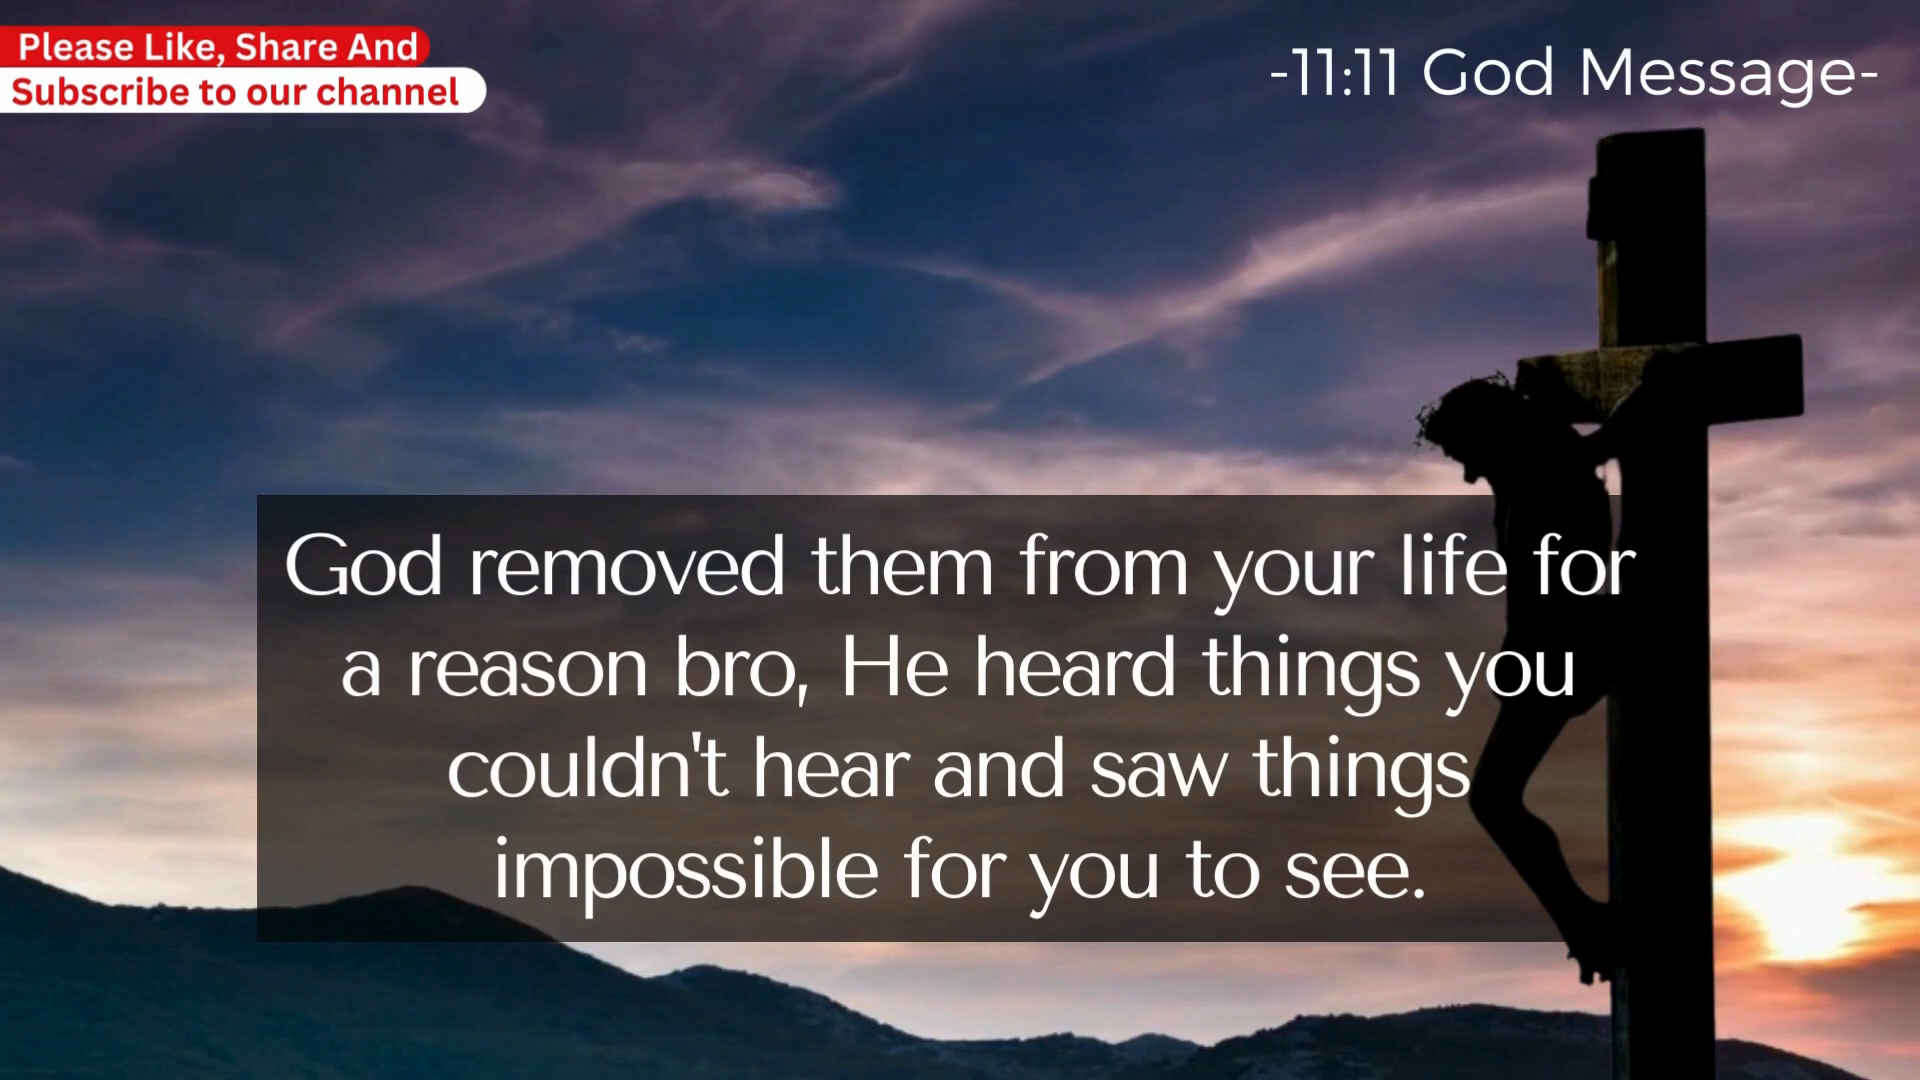 Please Like, Share And
Subscribe to our channel
-11:11 God Message-
God removed them from your life for
a reason bro, He heard things you
couldn't hear and saw things
impossible for you to see.